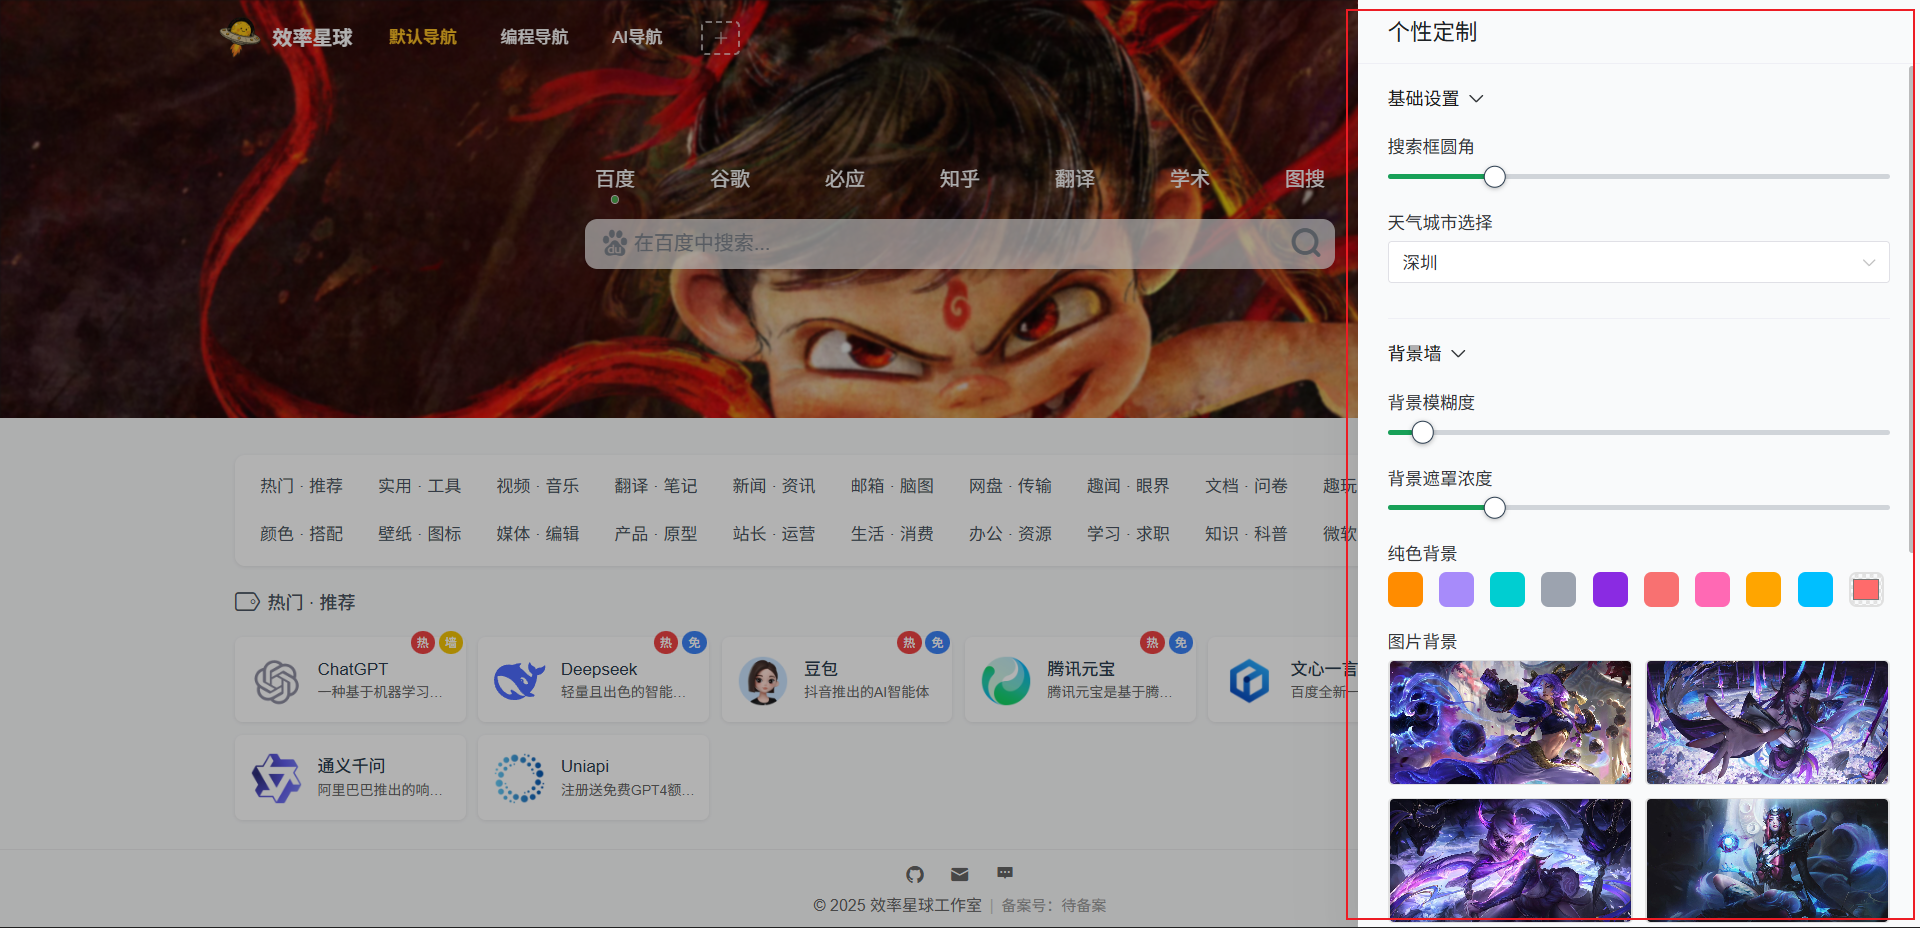 效率星球 默认导航 编程导航 AI导航
百度 谷歌 必应 知乎 翻译 学术 图搜
在百度中搜索...
热门 · 推荐 实用 · 工具 视频 · 音乐 翻译 · 笔记 新闻 · 资讯 邮箱 · 脑图 网盘 · 传输 趣闻 · 眼界 文档 · 问卷 趣玩
颜色 · 搭配 壁纸 · 图标 媒体 · 编辑 产品 · 原型 站长 · 运营 生活 · 消费 办公 · 资源 学习 · 求职 知识 · 科普 微软
热门 · 推荐
热 墙
ChatGPT
一种基于机器学习...
热 免
Deepseek
轻量且出色的智能...
热 免
豆包
抖音推出的AI智能体
热 免
腾讯元宝
腾讯元宝是基于腾...
文心一言
百度全新一
通义千问
阿里巴巴推出的响...
Uniapi
注册送免费GPT4额...
© 2025 效率星球工作室 | 备案号：待备案
个性定制
基础设置
搜索框圆角
天气城市选择
深圳
背景墙
背景模糊度
背景遮罩浓度
纯色背景
图片背景